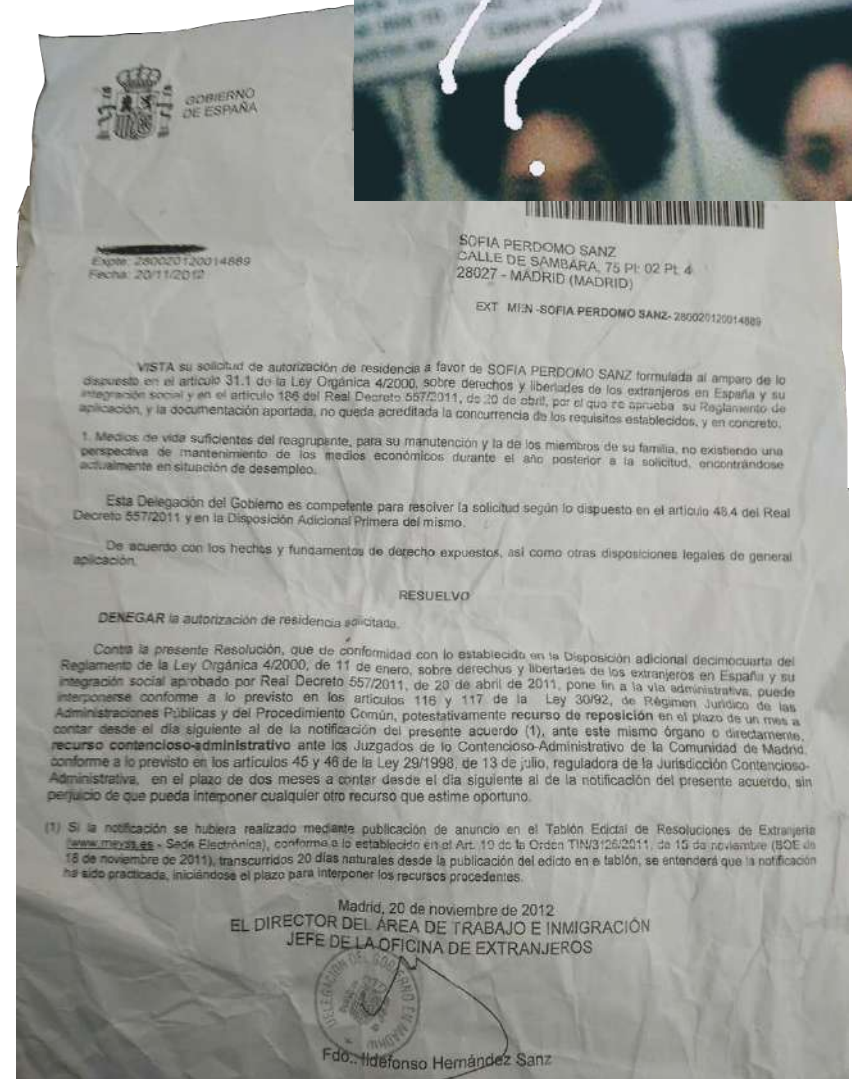 ??
GOBIERNO
DE ESPAÑA
Expte: 280020120014889
Fecha: 20/11/2012
SOFIA PERDOMO SANZ
CALLE DE SAMBARA, 75 Pl: 02 Pt: 4
28027 - MADRID (MADRID)
EXT MEN -SOFIA PERDOMO SANZ- 280020120014889
VISTA su solicitud de autorización de residencia a favor de SOFIA PERDOMO SANZ formulada al amparo de lo
dispuesto en el artículo 31.1 de la Ley Orgánica 4/2000, sobre derechos y libertades de los extranjeros en España y su
integración social y en el artículo 186 del Real Decreto 557/2011, de 20 de abril, por el que se aprueba su Reglamento de
aplicación, y la documentación aportada, no queda acreditada la concurrencia de los requisitos establecidos, y en concreto,
1. Medios de vida suficientes del reagrupante, para su manutención y la de los miembros de su familia, no existiendo una
perspectiva de mantenimiento de los medios económicos durante el año posterior a la solicitud, encontrándose
actualmente en situación de desempleo.
Esta Delegación del Gobierno es competente para resolver la solicitud según lo dispuesto en el artículo 48.4 del Real
Decreto 557/2011 y en la Disposición Adicional Primera del mismo.
De acuerdo con los hechos y fundamentos de derecho expuestos, así como otras disposiciones legales de general
aplicación,
RESUELVO
DENEGAR la autorización de residencia solicitada.
Contra la presente Resolución, que de conformidad con lo establecido en la Disposición adicional decimocuarta del
Reglamento de la Ley Orgánica 4/2000, de 11 de enero, sobre derechos y libertades de los extranjeros en España y su
integración social aprobado por Real Decreto 557/2011, de 20 de abril de 2011, pone fin a la vía administrativa, puede
interponerse conforme a lo previsto en los artículos 116 y 117 de la Ley 30/92, de Régimen Jurídico de las
Administraciones Públicas y del Procedimiento Común, potestativamente recurso de reposición en el plazo de un mes a
contar desde el día siguiente al de la notificación del presente acuerdo (1), ante este mismo órgano o directamente,
recurso contencioso-administrativo ante los Juzgados de lo Contencioso-Administrativo de la Comunidad de Madrid,
conforme a lo previsto en los artículos 45 y 46 de la Ley 29/1998, de 13 de julio, reguladora de la Jurisdicción Contencioso-
Administrativa, en el plazo de dos meses a contar desde el día siguiente al de la notificación del presente acuerdo, sin
perjuicio de que pueda interponer cualquier otro recurso que estime oportuno.
(1) Si la notificación se hubiera realizado mediante publicación de anuncio en el Tablón Edictal de Resoluciones de Extranjería
(www.meyss.es - Sede Electrónica), conforme a lo establecido en el Art. 10 de la Orden TIN/3126/2011, de 15 de noviembre (BOE de
18 de noviembre de 2011), transcurridos 20 días naturales desde la publicación del edicto en e tablón, se entenderá que la notificación
ha sido practicada, iniciándose el plazo para interponer los recursos procedentes.
Madrid, 20 de noviembre de 2012
EL DIRECTOR DEL ÁREA DE TRABAJO E INMIGRACIÓN
JEFE DE LA OFICINA DE EXTRANJEROS
DELEGACION DEL GOBIERNO EN MADRID
Fdo.: Ildefonso Hernández Sanz